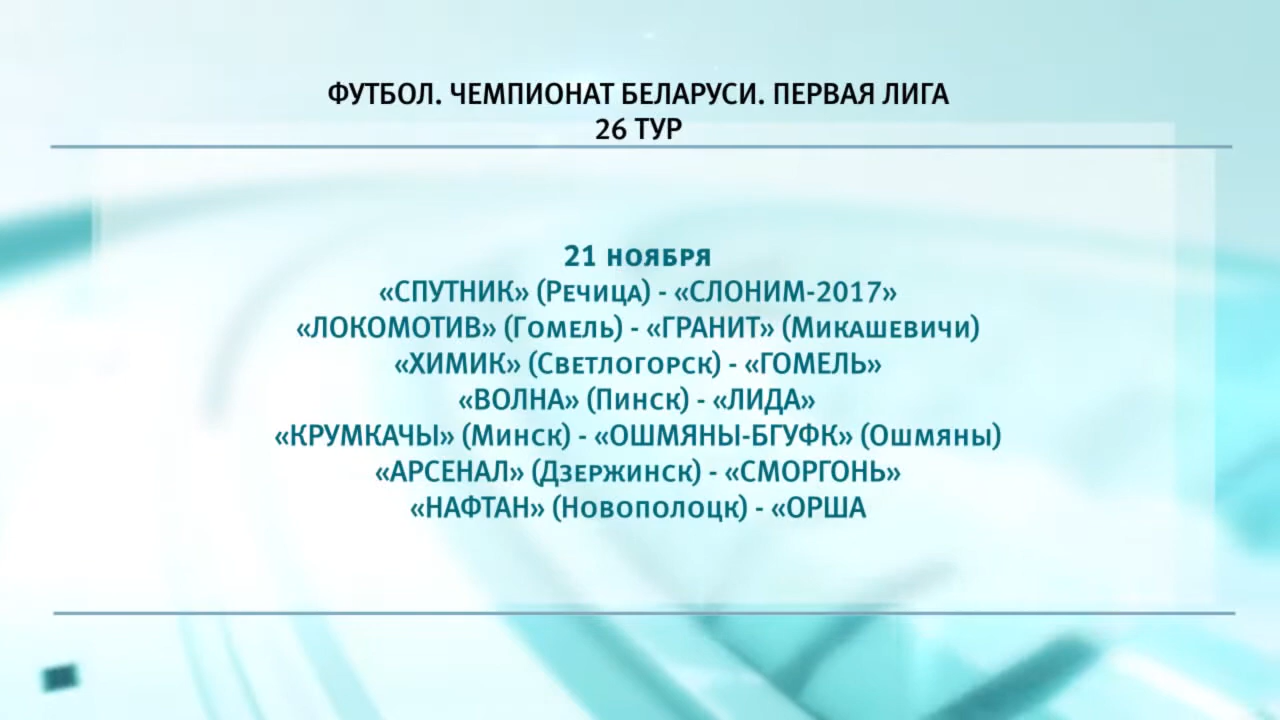 ФУТБОЛ. ЧЕМПИОНАТ БЕЛАРУСИ. ПЕРВАЯ ЛИГА
26 ТУР
21 НОЯБРЯ
«СПУТНИК» (Речица) - «СЛОНИМ-2017»
«ЛОКОМОТИВ» (Гомель) - «ГРАНИТ» (Микашевичи)
«ХИМИК» (Светлогорск) - «ГОМЕЛЬ»
«ВОЛНА» (Пинск) - «ЛИДА»
«КРУМКАЧЫ» (Минск) - «ОШМЯНЫ-БГУФК» (Ошмяны)
«АРСЕНАЛ» (Дзержинск) - «СМОРГОНЬ»
«НАФТАН» (Новополоцк) - «ОРША